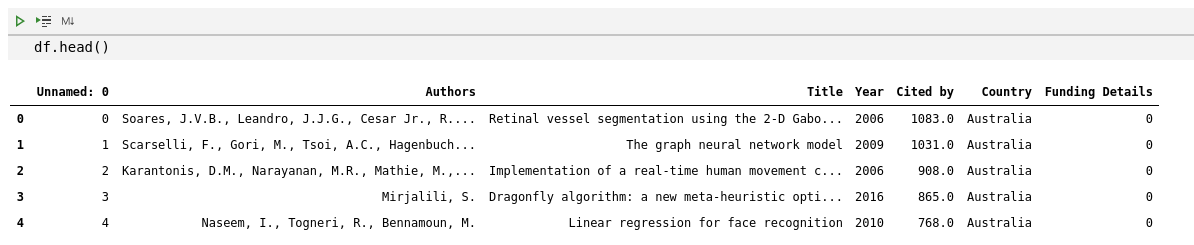 M↓
df.head()
Unnamed: 0 Authors Title Year Cited by Country Funding Details
0 0 Soares, J.V.B., Leandro, J.J.G., Cesar Jr., R.... Retinal vessel segmentation using the 2-D Gabo... 2006 1083.0 Australia 0
1 1 Scarselli, F., Gori, M., Tsoi, A.C., Hagenbuch... The graph neural network model 2009 1031.0 Australia 0
2 2 Karantonis, D.M., Narayanan, M.R., Mathie, M.,... Implementation of a real-time human movement c... 2006 908.0 Australia 0
3 3 Mirjalili, S. Dragonfly algorithm: a new meta-heuristic opti... 2016 865.0 Australia 0
4 4 Naseem, I., Togneri, R., Bennamoun, M. Linear regression for face recognition 2010 768.0 Australia 0